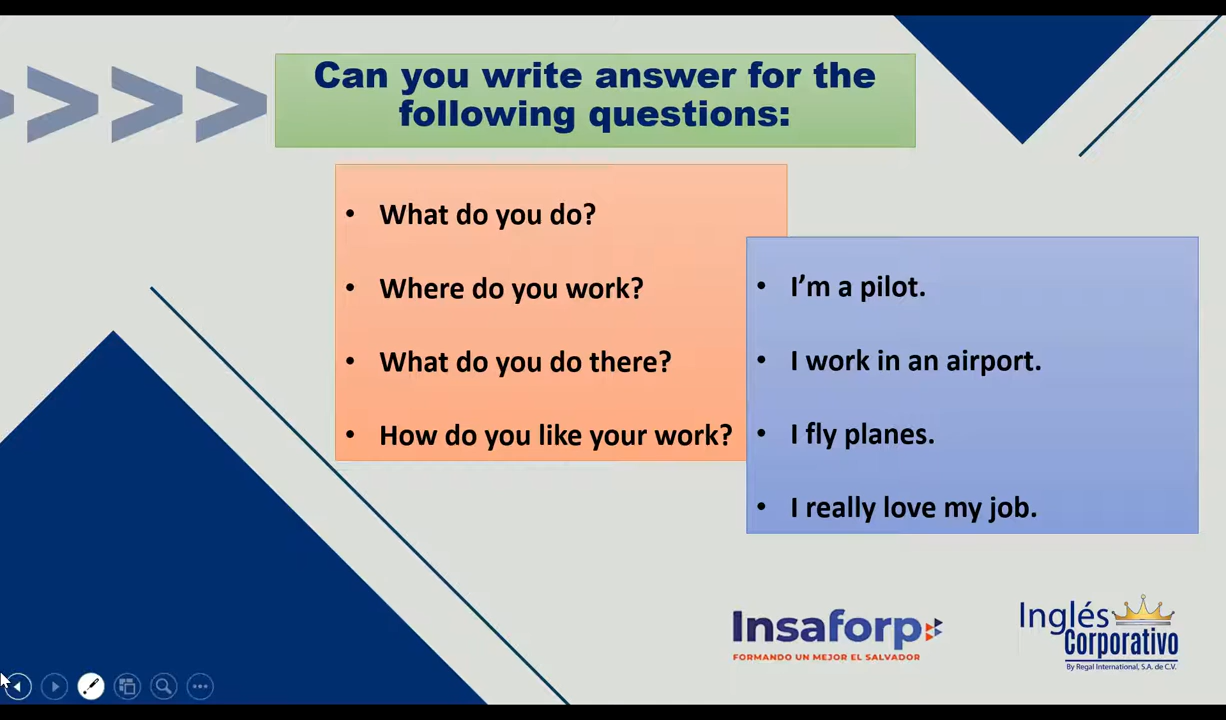 Can you write answer for the
following questions:
• What do you do?
• Where do you work?
• What do you do there?
• How do you like your work?
• I’m a pilot.
• I work in an airport.
• I fly planes.
• I really love my job.
Insaforp
FORMANDO UN MEJOR EL SALVADOR
Inglés
Corporativo
By Regal International, S.A. de C.V.